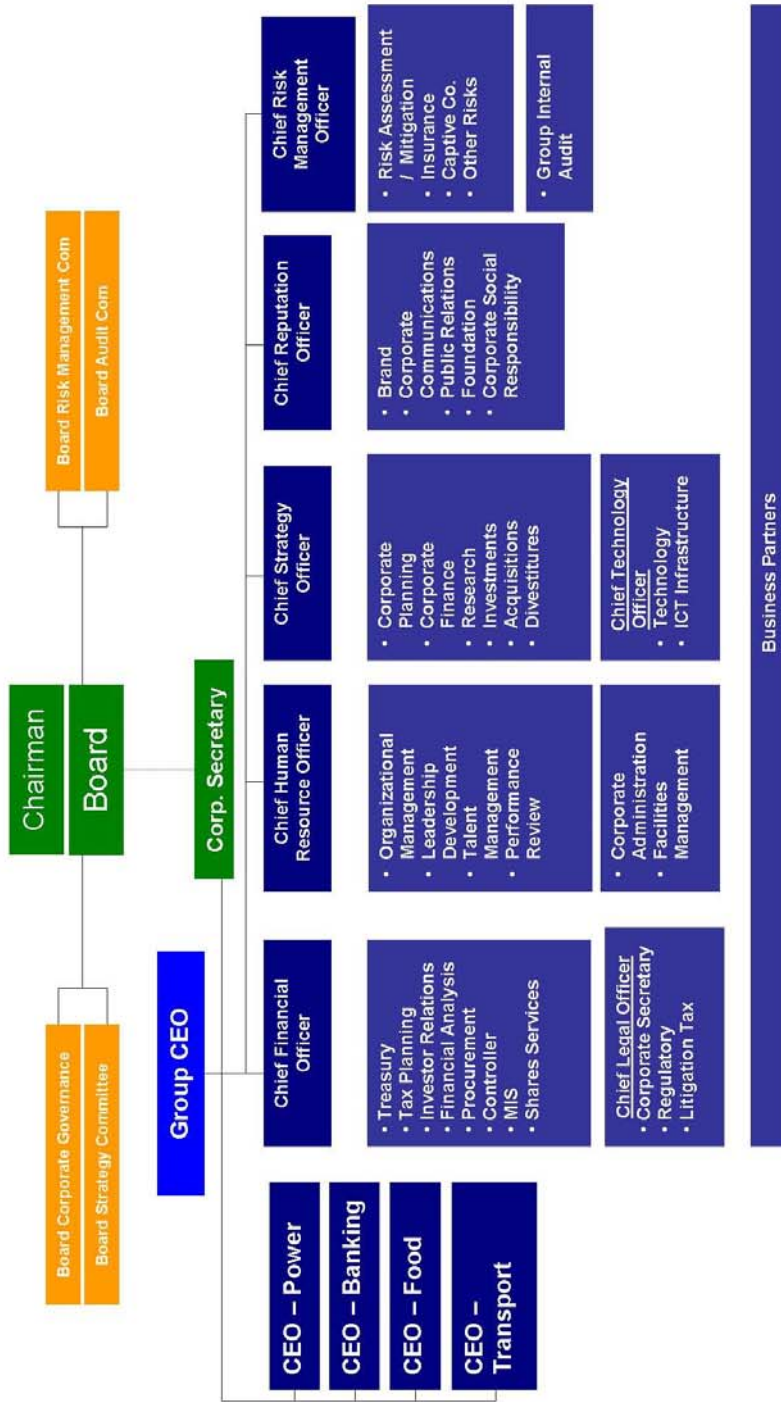 Chairman
Board
Board Corporate Governance
Board Strategy Committee
Board Risk Management Com
Board Audit Com
Group CEO
Corp. Secretary
CEO – Power
CEO – Banking
CEO – Food
CEO –
Transport
Chief Financial
Officer
• Treasury
• Tax Planning
• Investor Relations
• Financial Analysis
• Procurement
• Controller
• MIS
• Shares Services
Chief Legal Officer
• Corporate Secretary
• Regulatory
• Litigation Tax
Chief Human
Resource Officer
• Organizational
Management
• Leadership
Development
• Talent
Management
• Performance
Review
• Corporate
Administration
• Facilities
Management
Chief Strategy
Officer
• Corporate
Planning
• Corporate
Finance
• Research
• Investments
• Acquisitions
• Divestitures
Chief Technology
Officer
• Technology
• ICT Infrastructure
Chief Reputation
Officer
• Brand
• Corporate
Communications
• Public Relations
• Foundation
• Corporate Social
Responsibility
Chief Risk
Management
Officer
• Risk Assessment
/ Mitigation
• Insurance
• Captive Co.
• Other Risks
• Group Internal
Audit
Business Partners